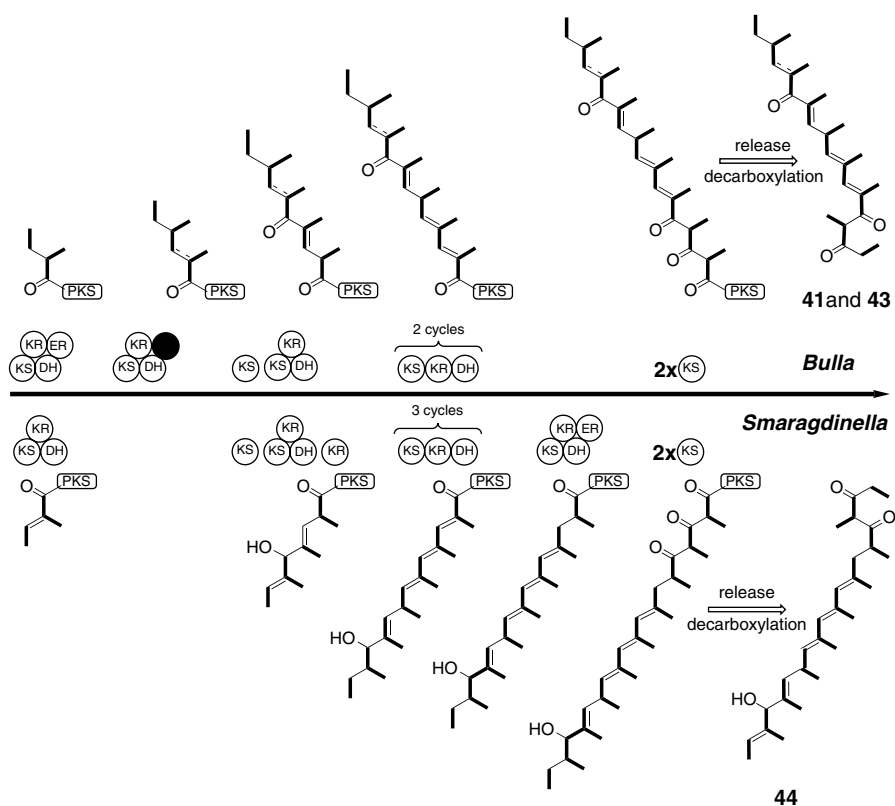 O
O
O
release
decarboxylation
O
O
O
O
O
O PKS
O PKS
O PKS
O PKS
O PKS
41 and 43
KR ER
KS DH
KR
KS DH
KR
KS KS DH
2 cycles
KS KR DH
2x KS
Bulla
Smaragdinella
KR
KS DH
KR
KS KS DH KR
3 cycles
KS KR DH
KR ER
KS DH
2x KS
O PKS
O PKS
O PKS
O PKS
O PKS
O
O
O
O
HO
HO
HO
HO
HO
release
decarboxylation
44